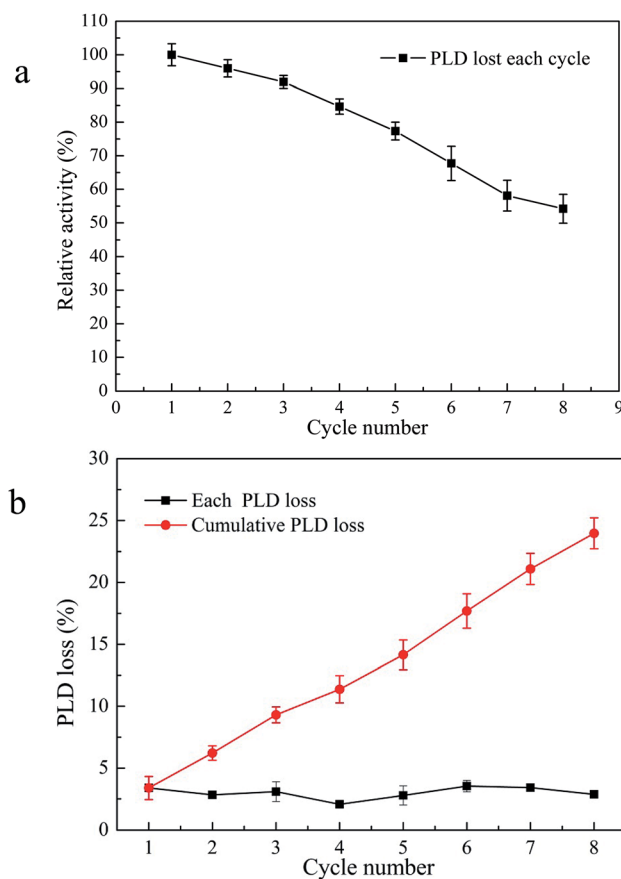 a
110
100
90
80
70
60
50
40
30
20
10
0
Relative activity (%)
PLD lost each cycle
0 1 2 3 4 5 6 7 8 9
Cycle number
b
30
25
20
15
10
5
0
PLD loss (%)
Each PLD loss
Cumulative PLD loss
1 2 3 4 5 6 7 8
Cycle number